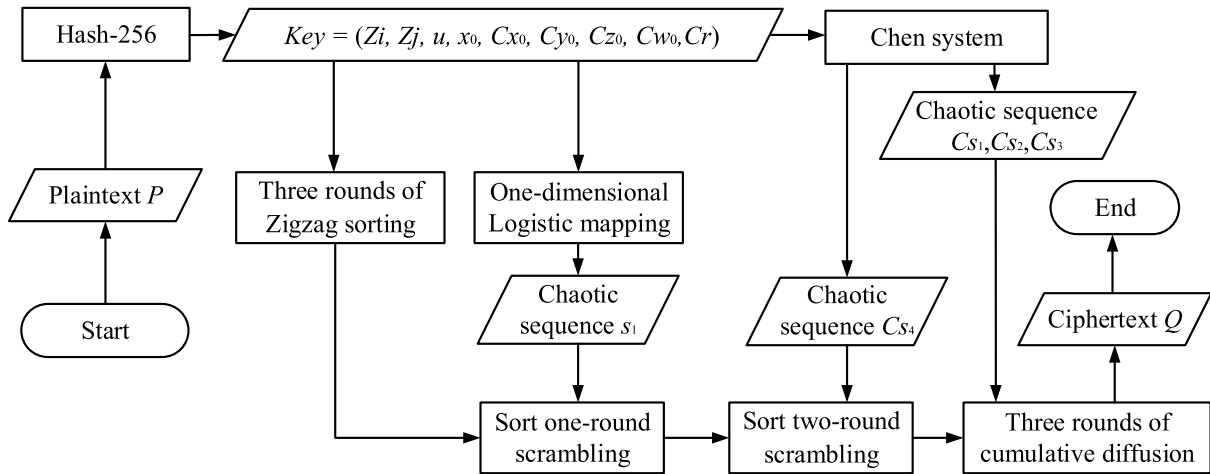 Hash-256
Key = (Zi, Zj, u, x₀, Cx₀, Cy₀, Cz₀, Cw₀,Cr)
Chen system
Chaotic sequence
Cs₁,Cs₂,Cs₃
Plaintext P
Three rounds of
Zigzag sorting
One-dimensional
Logistic mapping
End
Start
Chaotic
sequence s₁
Chaotic
sequence Cs₄
Ciphertext Q
Sort one-round
scrambling
Sort two-round
scrambling
Three rounds of
cumulative diffusion